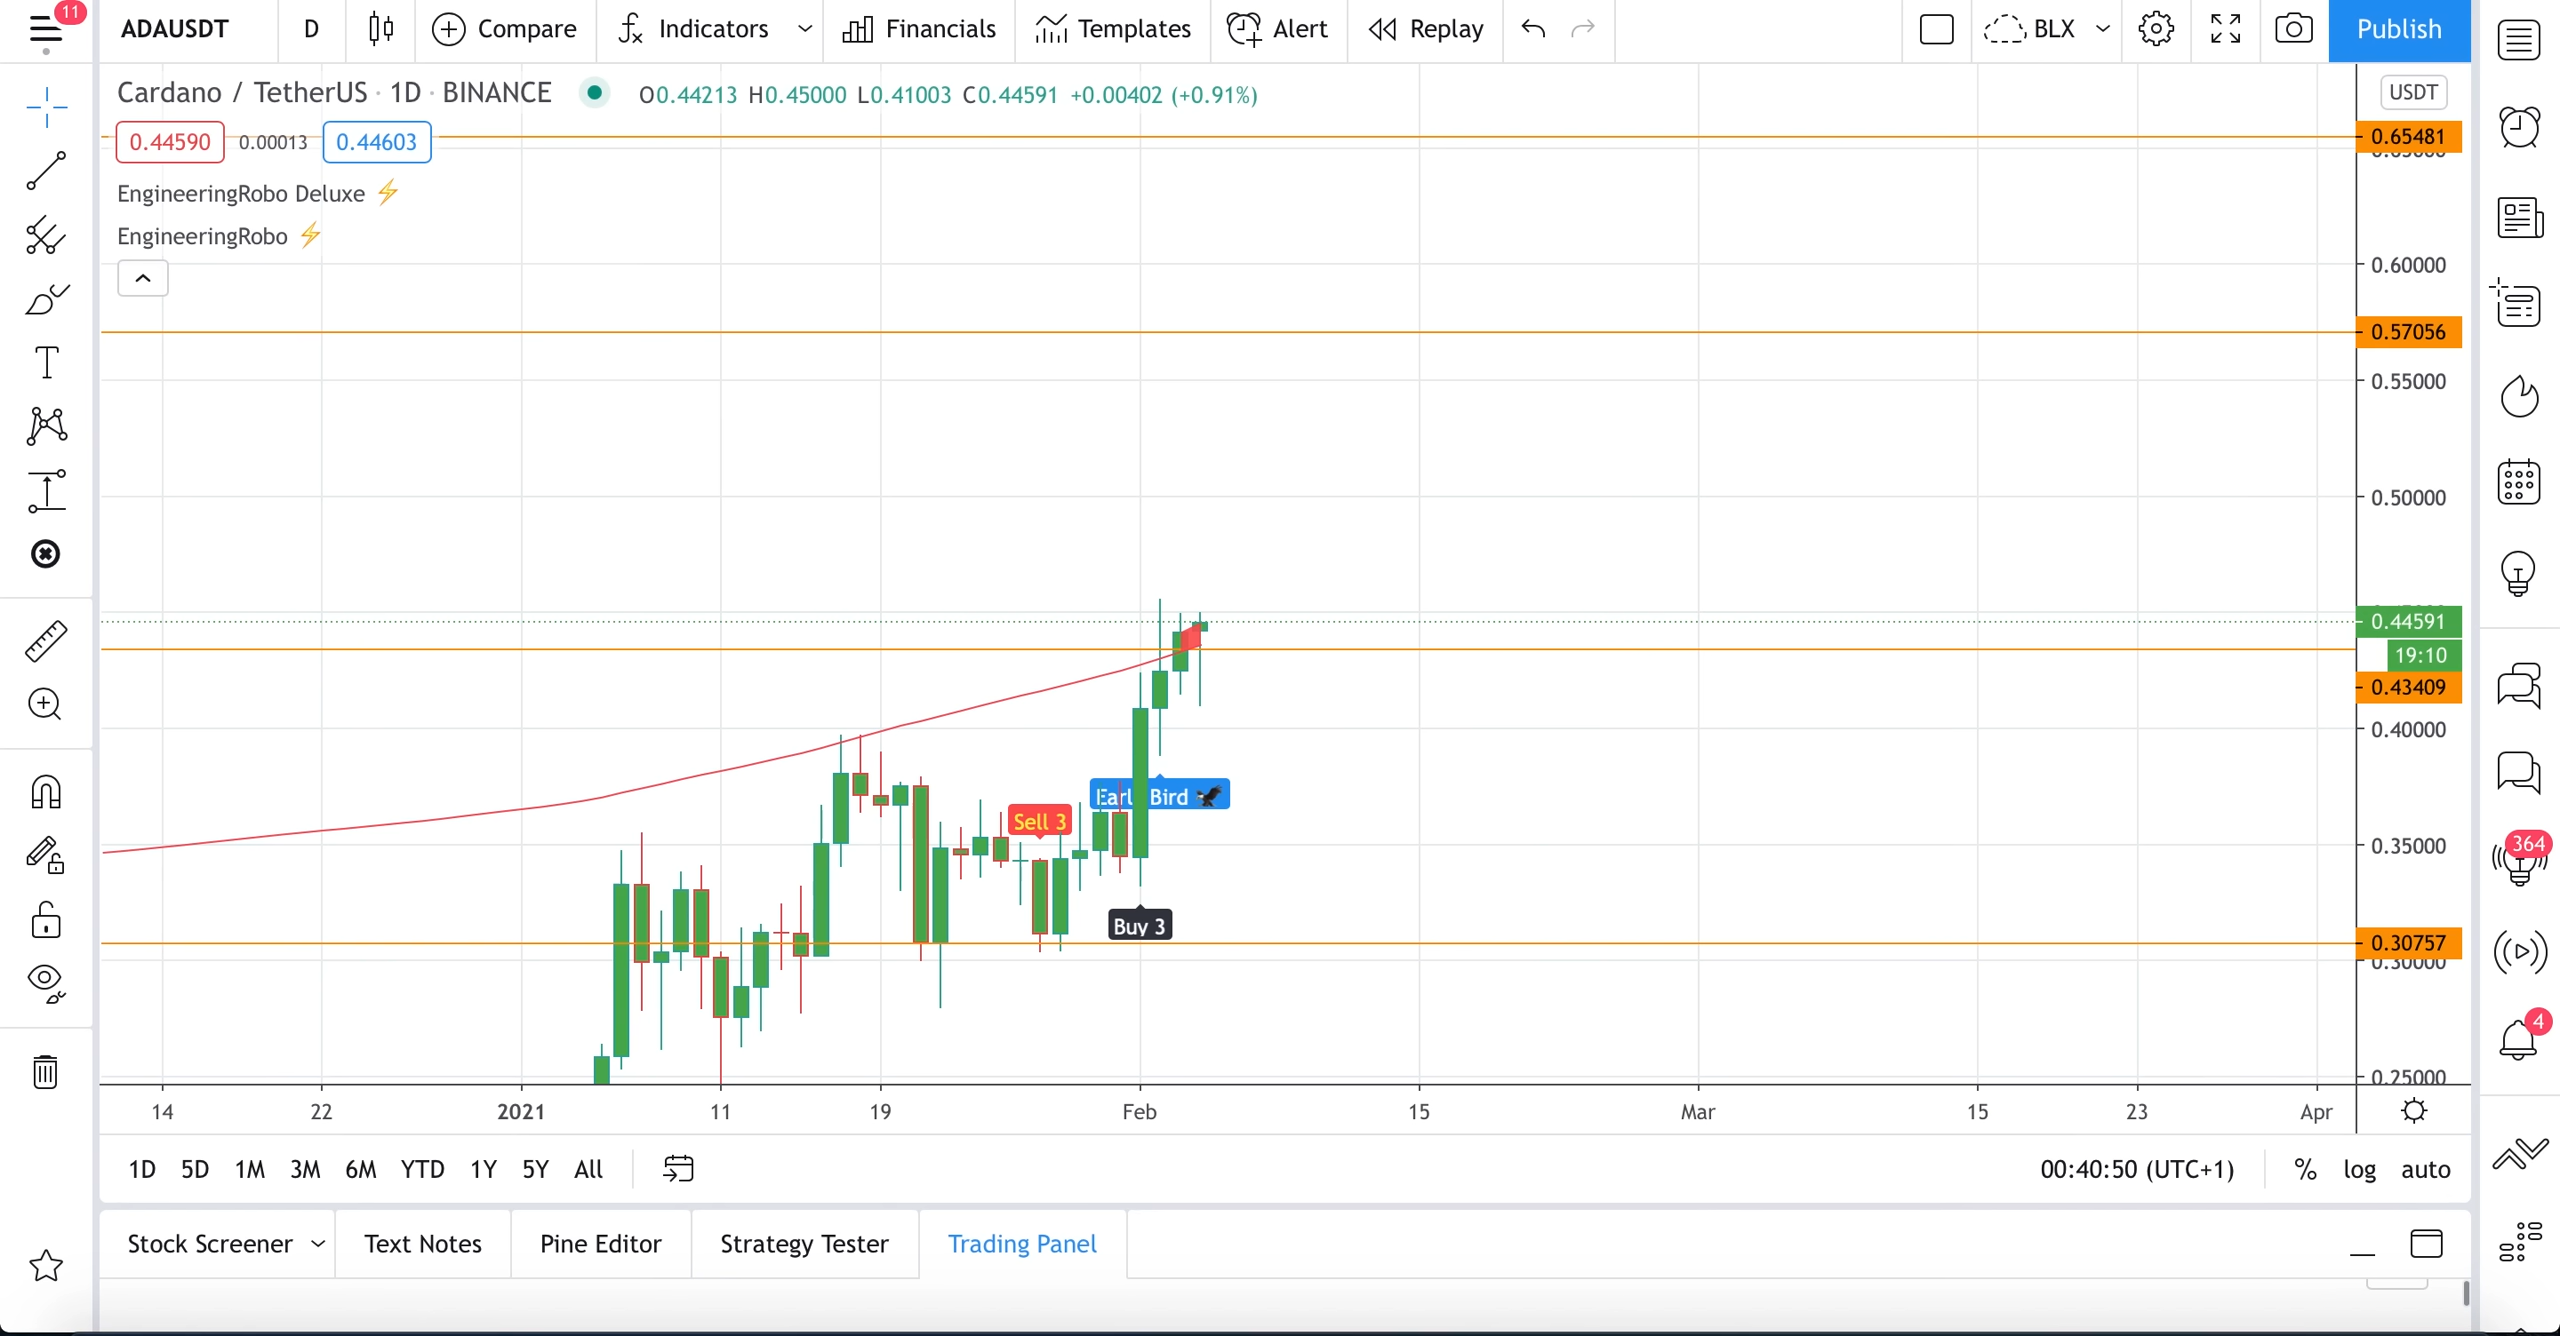 11
ADAUSDT D Compare Indicators Financials Templates Alert Replay BLX Publish
Cardano / TetherUS · 1D · BINANCE O0.44213 H0.45000 L0.41003 C0.44591 +0.00402 (+0.91%)
USDT
0.44590 0.00013 0.44603
EngineeringRobo Deluxe ⚡
EngineeringRobo ⚡
0.65481
0.60000
0.57056
0.55000
0.50000
0.44591
19:10
0.43409
0.40000
0.35000
0.30757
0.30000
0.25000
Sell 3
Early Bird
Buy 3
364
4
14 22 2021 11 19 Feb 15 Mar 15 23 Apr
1D 5D 1M 3M 6M YTD 1Y 5Y All 00:40:50 (UTC+1) % log auto
Stock Screener Text Notes Pine Editor Strategy Tester Trading Panel